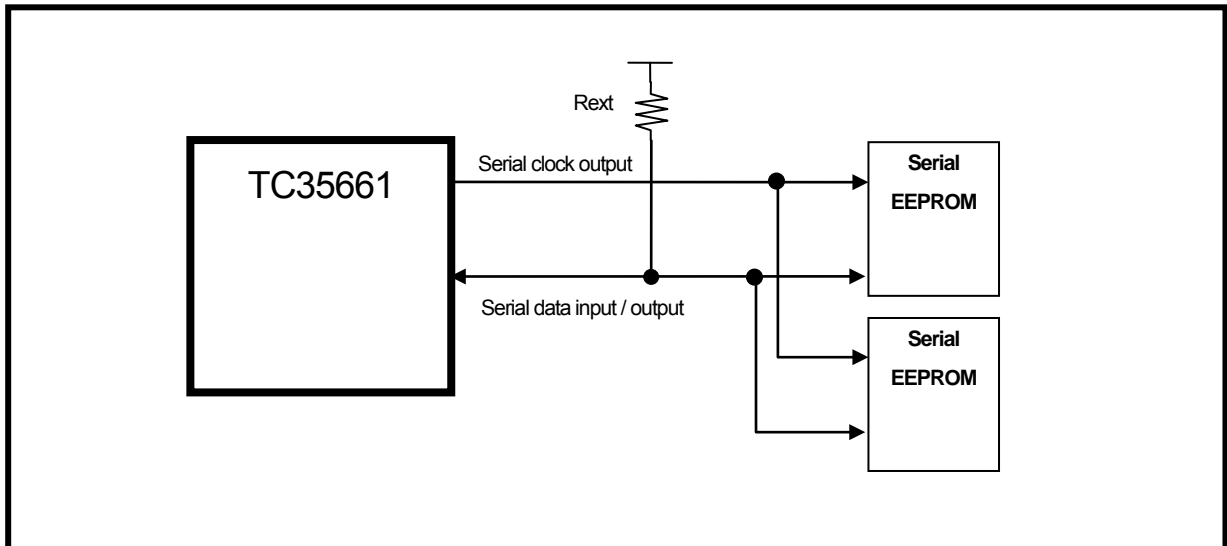 Rext
Serial clock output
TC35661
Serial
EEPROM
Serial data input / output
Serial
EEPROM